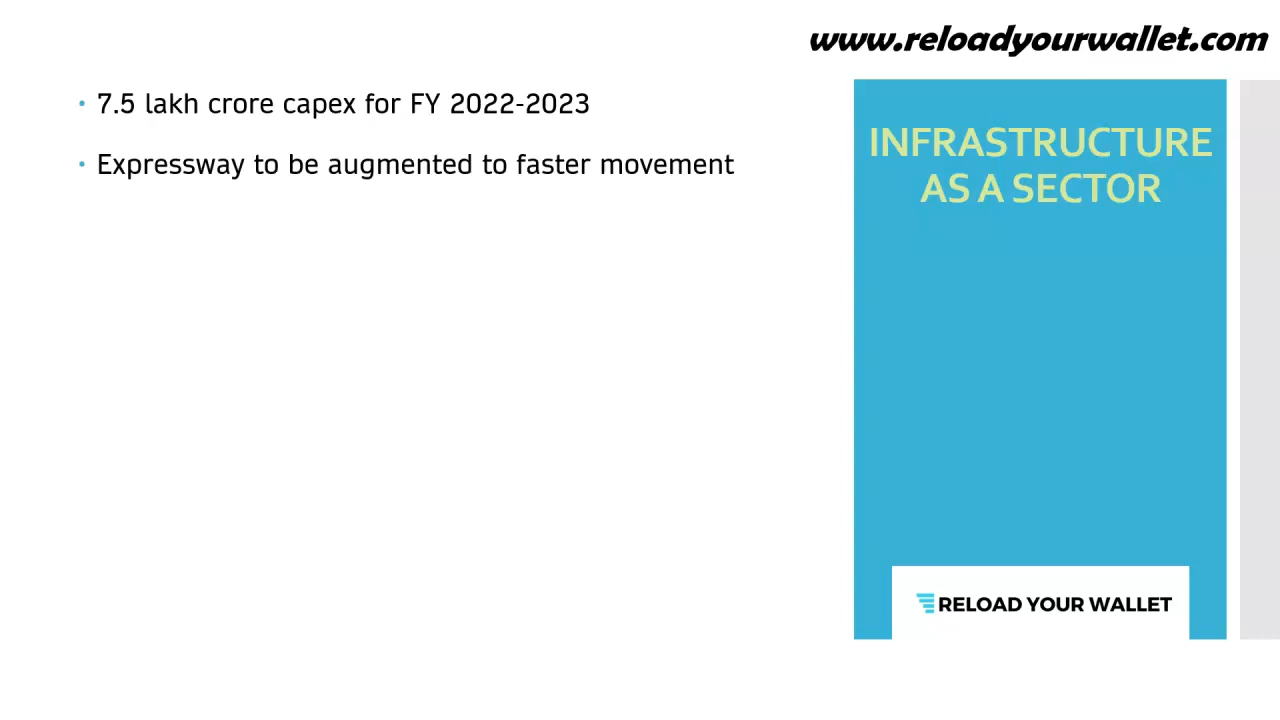 www.reloadyourwallet.com
• 7.5 lakh crore capex for FY 2022-2023
• Expressway to be augmented to faster movement
INFRASTRUCTURE
AS A SECTOR
RELOAD YOUR WALLET